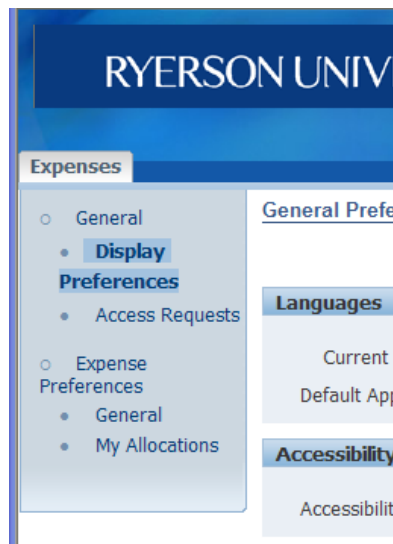 RYERSON UNIV
Expenses
General
Display
Preferences
Access Requests
Expense
Preferences
General
My Allocations
General Prefe
Languages
Current
Default App
Accessibility
Accessibilit